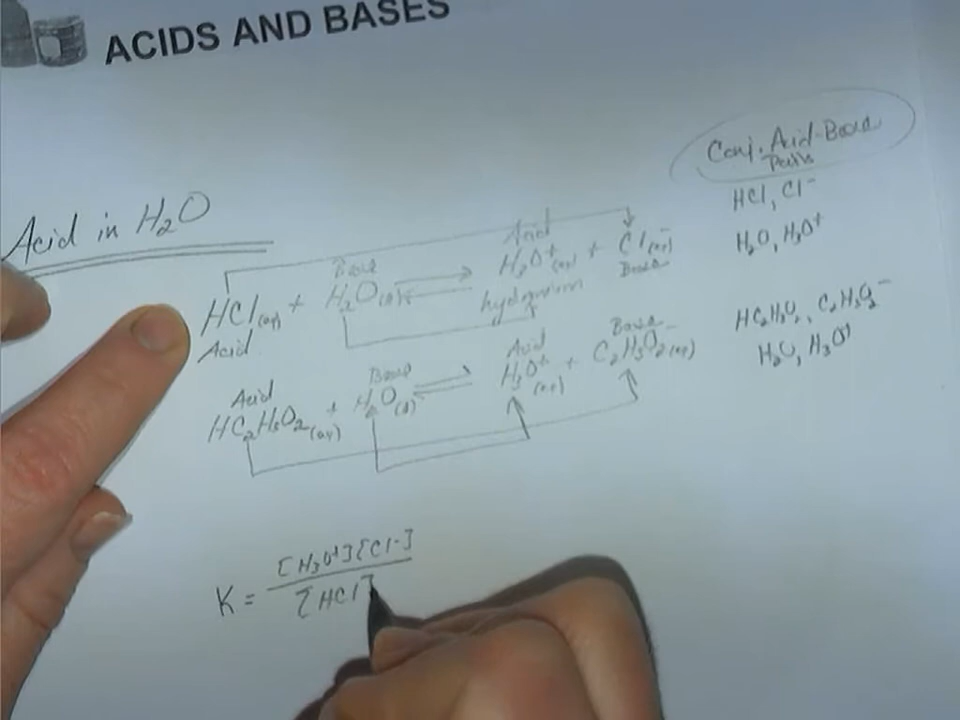 ACIDS AND BASES
Conj. Acid-Base
Pairs
HCl, Cl⁻
H₂O, H₃O⁺
Acid in H₂O
Base Acid
HCl(aq) + H₂O(l) ⇌ H₃O⁺(aq) + Cl⁻(aq)
Acid hydronium Base
Acid Base Acid Base
HC₂H₃O₂(aq) + H₂O(l) ⇌ H₃O⁺(aq) + C₂H₃O₂⁻(aq)
HC₂H₃O₂, C₂H₃O₂⁻
H₂O, H₃O⁺
[H₃O⁺][Cl⁻]
K =
[HCl]